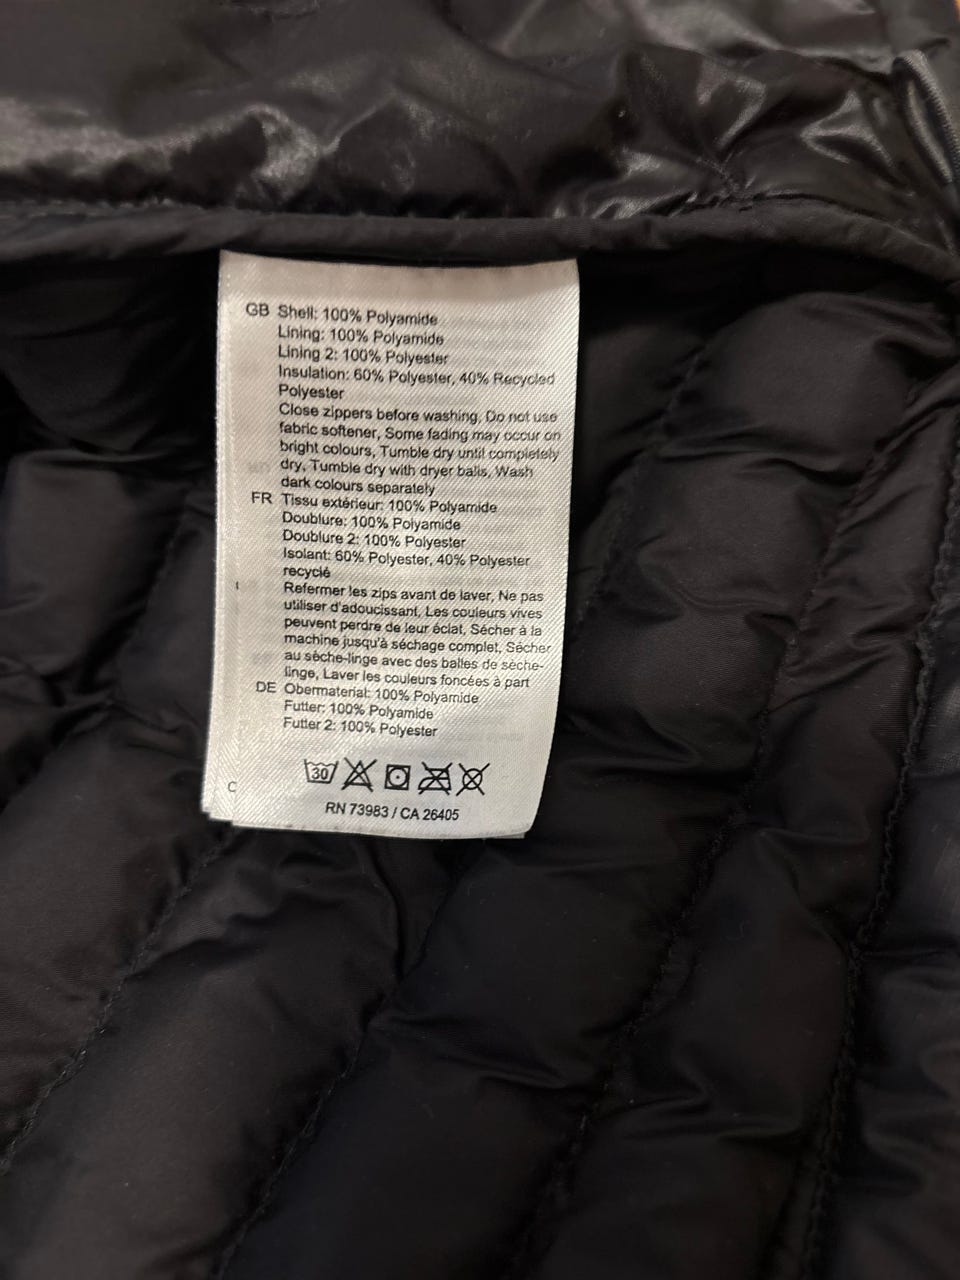 GB Shell: 100% Polyamide
Lining: 100% Polyamide
Lining 2: 100% Polyester
Insulation: 60% Polyester, 40% Recycled
Polyester
Close zippers before washing, Do not use
fabric softener, Some fading may occur on
bright colours, Tumble dry until completely
dry, Tumble dry with dryer balls, Wash
dark colours separately
FR Tissu extérieur: 100% Polyamide
Doublure: 100% Polyamide
Doublure 2: 100% Polyester
Isolant: 60% Polyester, 40% Polyester
recyclé
Refermer les zips avant de laver, Ne pas
utiliser d'adoucissant, Les couleurs vives
peuvent perdre de leur éclat, Sécher à la
machine jusqu'à séchage complet, Sécher
au sèche-linge avec des balles de sèche-
linge, Laver les couleurs foncées à part
DE Obermaterial: 100% Polyamide
Futter: 100% Polyamide
Futter 2: 100% Polyester
30
RN 73983 / CA 26405